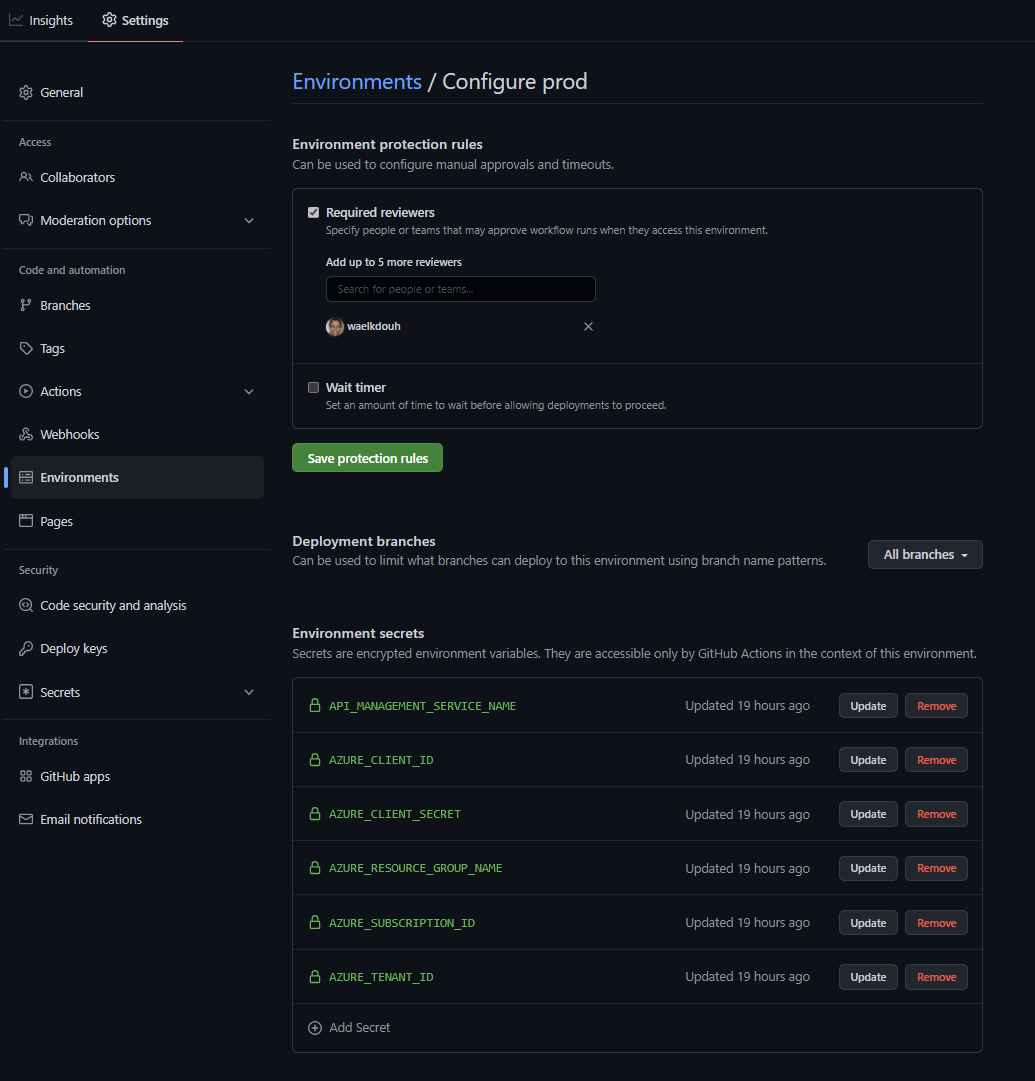 Insights
Settings
General
Access
Collaborators
Moderation options
Code and automation
Branches
Tags
Actions
Webhooks
Environments
Pages
Security
Code security and analysis
Deploy keys
Secrets
Integrations
GitHub apps
Email notifications
Environments / Configure prod
Environment protection rules
Can be used to configure manual approvals and timeouts.
Required reviewers
Specify people or teams that may approve workflow runs when they access this environment.
Add up to 5 more reviewers
Search for people or teams...
waelkdouh
Wait timer
Set an amount of time to wait before allowing deployments to proceed.
Save protection rules
Deployment branches
Can be used to limit what branches can deploy to this environment using branch name patterns.
All branches
Environment secrets
Secrets are encrypted environment variables. They are accessible only by GitHub Actions in the context of this environment.
API_MANAGEMENT_SERVICE_NAME Updated 19 hours ago Update Remove
AZURE_CLIENT_ID Updated 19 hours ago Update Remove
AZURE_CLIENT_SECRET Updated 19 hours ago Update Remove
AZURE_RESOURCE_GROUP_NAME Updated 19 hours ago Update Remove
AZURE_SUBSCRIPTION_ID Updated 19 hours ago Update Remove
AZURE_TENANT_ID Updated 19 hours ago Update Remove
Add Secret